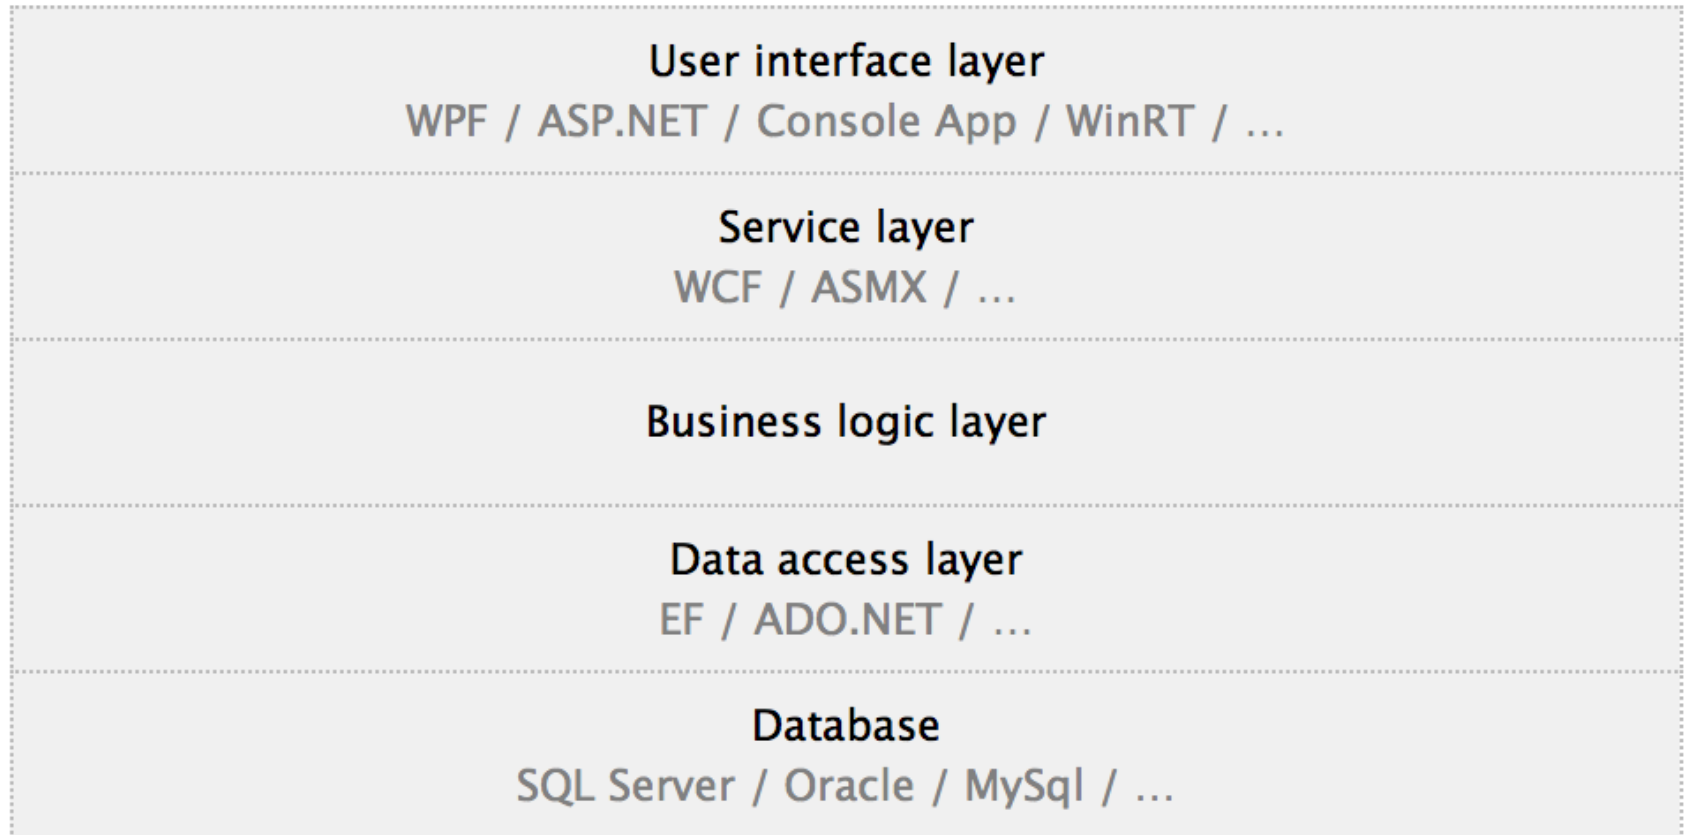 User interface layer
WPF / ASP.NET / Console App / WinRT / ...
Service layer
WCF / ASMX / ...
Business logic layer
Data access layer
EF / ADO.NET / ...
Database
SQL Server / Oracle / MySql / ...